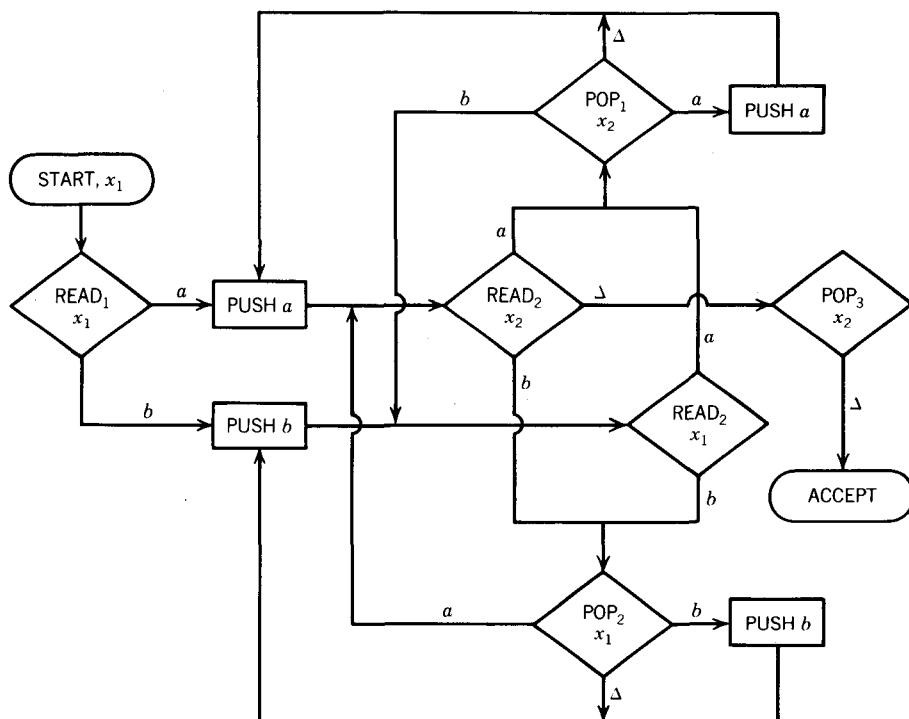 Δ
POP₁
x₂
b
a
PUSH a
START, x₁
READ₁
x₁
a
PUSH a
a
READ₂
x₂
Δ
POP₃
x₂
b
a
b
PUSH b
READ₂
x₁
Δ
b
ACCEPT
a
POP₂
x₁
b
PUSH b
Δ